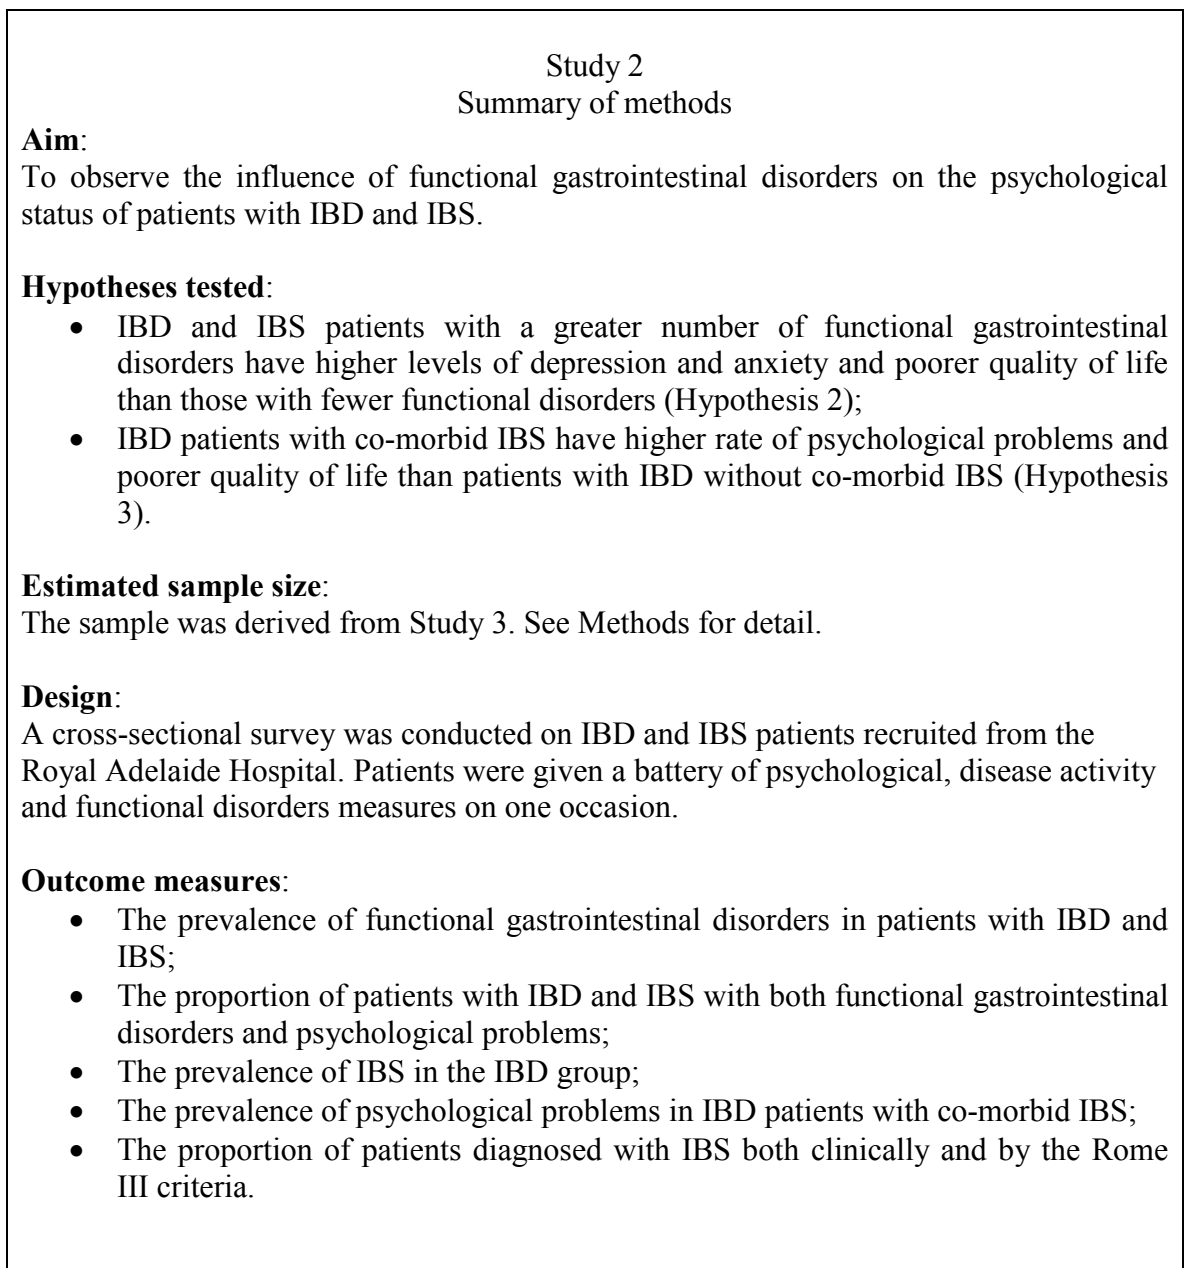 Study 2
Summary of methods
Aim:
To observe the influence of functional gastrointestinal disorders on the psychological
status of patients with IBD and IBS.
Hypotheses tested:
• IBD and IBS patients with a greater number of functional gastrointestinal
disorders have higher levels of depression and anxiety and poorer quality of life
than those with fewer functional disorders (Hypothesis 2);
• IBD patients with co-morbid IBS have higher rate of psychological problems and
poorer quality of life than patients with IBD without co-morbid IBS (Hypothesis
3).
Estimated sample size:
The sample was derived from Study 3. See Methods for detail.
Design:
A cross-sectional survey was conducted on IBD and IBS patients recruited from the
Royal Adelaide Hospital. Patients were given a battery of psychological, disease activity
and functional disorders measures on one occasion.
Outcome measures:
• The prevalence of functional gastrointestinal disorders in patients with IBD and
IBS;
• The proportion of patients with IBD and IBS with both functional gastrointestinal
disorders and psychological problems;
• The prevalence of IBS in the IBD group;
• The prevalence of psychological problems in IBD patients with co-morbid IBS;
• The proportion of patients diagnosed with IBS both clinically and by the Rome
III criteria.